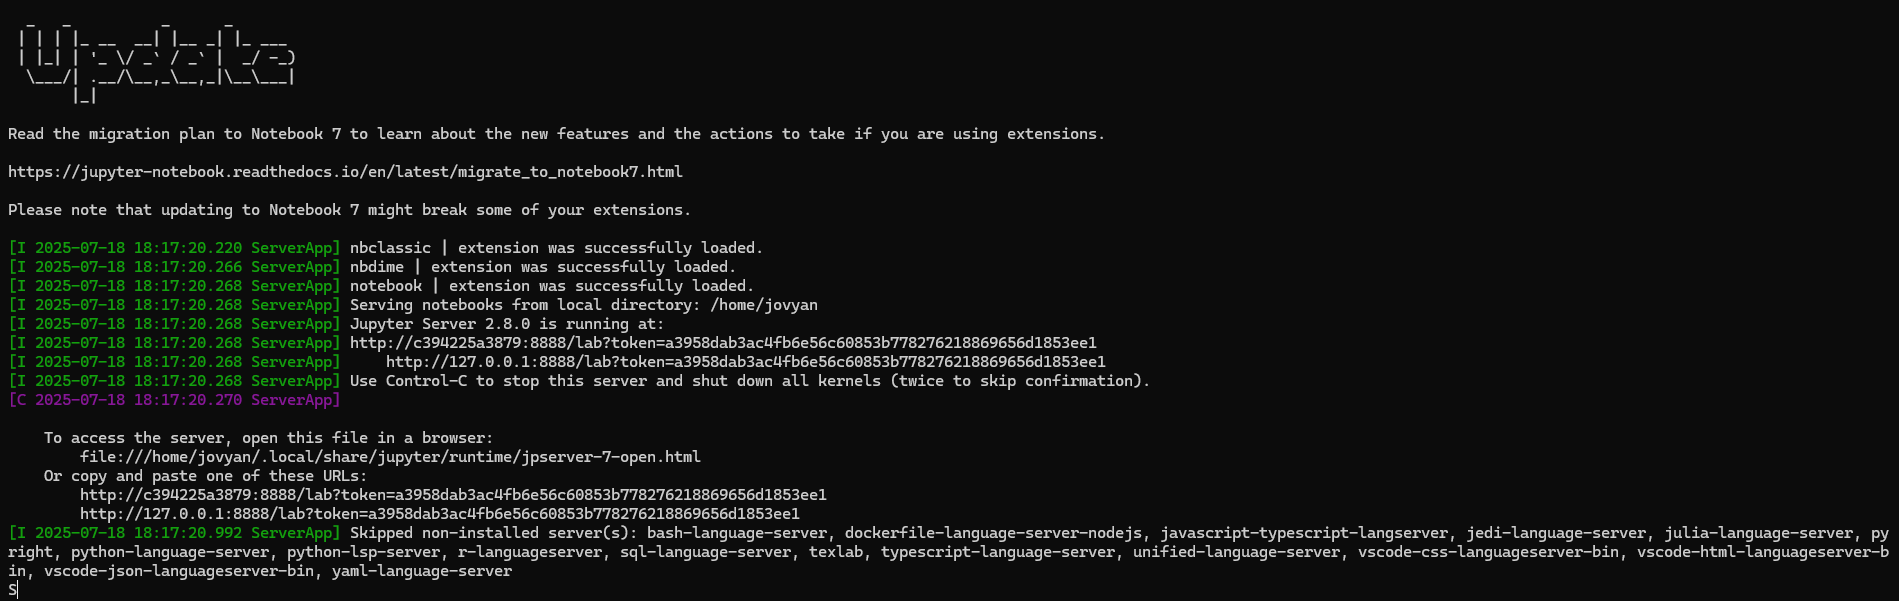 _   _          _      _
 | | | |_ __  __| |__ _| |_ ___
 | |_| | '_ \/ _` / _` |  _/ -_)
  \___/| .__/\__,_\__,_|\__\___|
       |_|
Read the migration plan to Notebook 7 to learn about the new features and the actions to take if you are using extensions.
https://jupyter-notebook.readthedocs.io/en/latest/migrate_to_notebook7.html
Please note that updating to Notebook 7 might break some of your extensions.
[I 2025-07-18 18:17:20.220 ServerApp] nbclassic | extension was successfully loaded.
[I 2025-07-18 18:17:20.266 ServerApp] nbdime | extension was successfully loaded.
[I 2025-07-18 18:17:20.268 ServerApp] notebook | extension was successfully loaded.
[I 2025-07-18 18:17:20.268 ServerApp] Serving notebooks from local directory: /home/jovyan
[I 2025-07-18 18:17:20.268 ServerApp] Jupyter Server 2.8.0 is running at:
[I 2025-07-18 18:17:20.268 ServerApp] http://c394225a3879:8888/lab?token=a3958dab3ac4fb6e56c60853b778276218869656d1853ee1
[I 2025-07-18 18:17:20.268 ServerApp]     http://127.0.0.1:8888/lab?token=a3958dab3ac4fb6e56c60853b778276218869656d1853ee1
[I 2025-07-18 18:17:20.268 ServerApp] Use Control-C to stop this server and shut down all kernels (twice to skip confirmation).
[C 2025-07-18 18:17:20.270 ServerApp]
    To access the server, open this file in a browser:
        file:///home/jovyan/.local/share/jupyter/runtime/jpserver-7-open.html
    Or copy and paste one of these URLs:
        http://c394225a3879:8888/lab?token=a3958dab3ac4fb6e56c60853b778276218869656d1853ee1
        http://127.0.0.1:8888/lab?token=a3958dab3ac4fb6e56c60853b778276218869656d1853ee1
[I 2025-07-18 18:17:20.992 ServerApp] Skipped non-installed server(s): bash-language-server, dockerfile-language-server-nodejs, javascript-typescript-langserver, jedi-language-server, julia-language-server, py
right, python-language-server, python-lsp-server, r-languageserver, sql-language-server, texlab, typescript-language-server, unified-language-server, vscode-css-languageserver-bin, vscode-html-languageserver-b
in, vscode-json-languageserver-bin, yaml-language-server
S